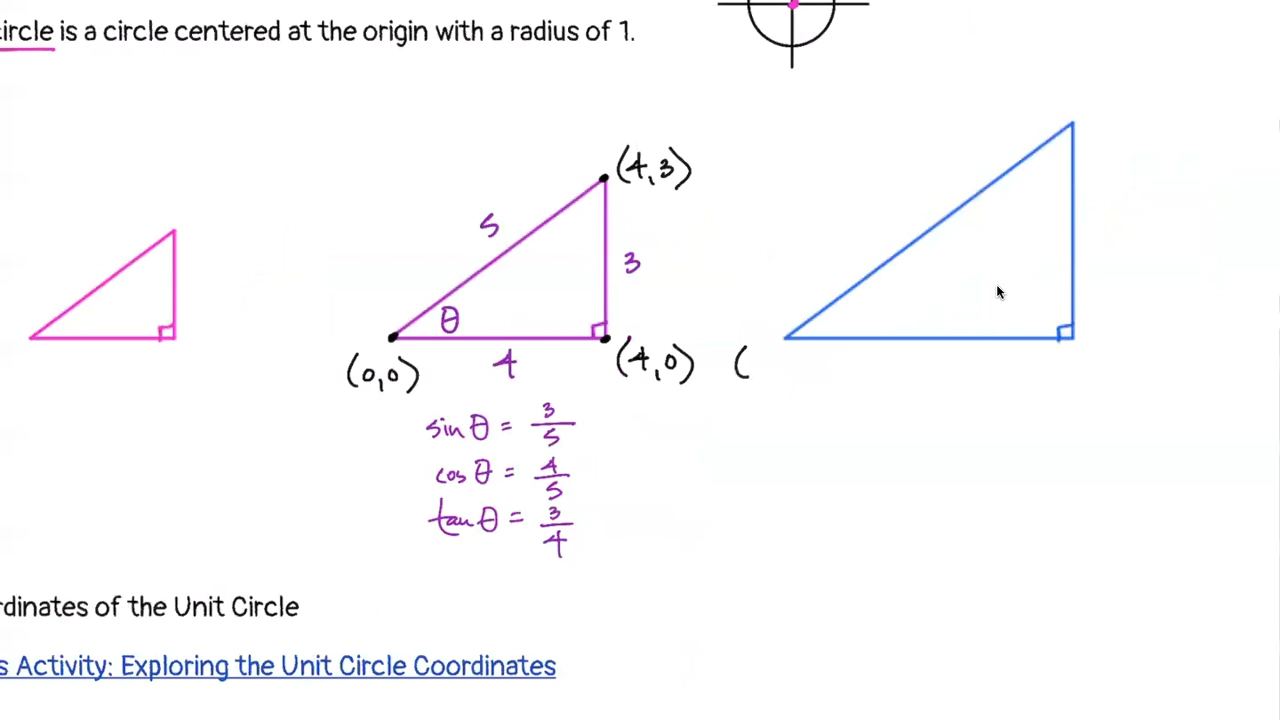 ircle is a circle centered at the origin with a radius of 1.
(4,3)
5
3
θ
(0,0)
4
(4,0)
(
sin θ = 3/5
cos θ = 4/5
tan θ = 3/4
rdinates of the Unit Circle
s Activity: Exploring the Unit Circle Coordinates